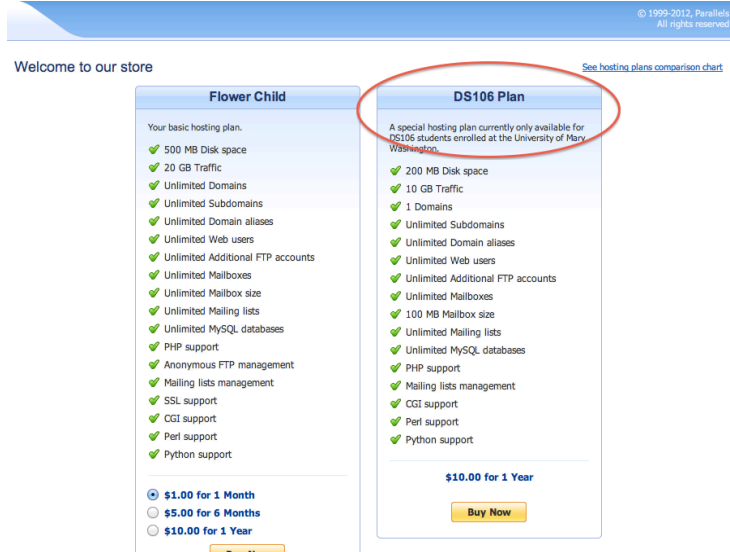 © 1999-2012, Parallels
All rights reserved
Welcome to our store
See hosting plans comparison chart
Flower Child
Your basic hosting plan.
500 MB Disk space
20 GB Traffic
Unlimited Domains
Unlimited Subdomains
Unlimited Domain aliases
Unlimited Web users
Unlimited Additional FTP accounts
Unlimited Mailboxes
Unlimited Mailbox size
Unlimited Mailing lists
Unlimited MySQL databases
PHP support
Anonymous FTP management
Mailing lists management
SSL support
CGI support
Perl support
Python support
$1.00 for 1 Month
$5.00 for 6 Months
$10.00 for 1 Year
DS106 Plan
A special hosting plan currently only available for
DS106 students enrolled at the University of Mary
Washington.
200 MB Disk space
10 GB Traffic
1 Domains
Unlimited Subdomains
Unlimited Domain aliases
Unlimited Web users
Unlimited Additional FTP accounts
Unlimited Mailboxes
100 MB Mailbox size
Unlimited Mailing lists
Unlimited MySQL databases
PHP support
Mailing lists management
CGI support
Perl support
Python support
$10.00 for 1 Year
Buy Now